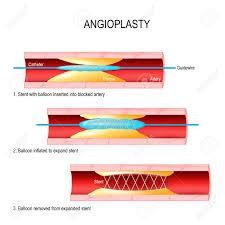 ANGIOPLASTY
Catheter
Guidewire
Plaque
Artery
1. Stent with balloon inserted into blocked artery
2. Balloon inflated to expand stent
Stent
3. Balloon removed from expanded stent